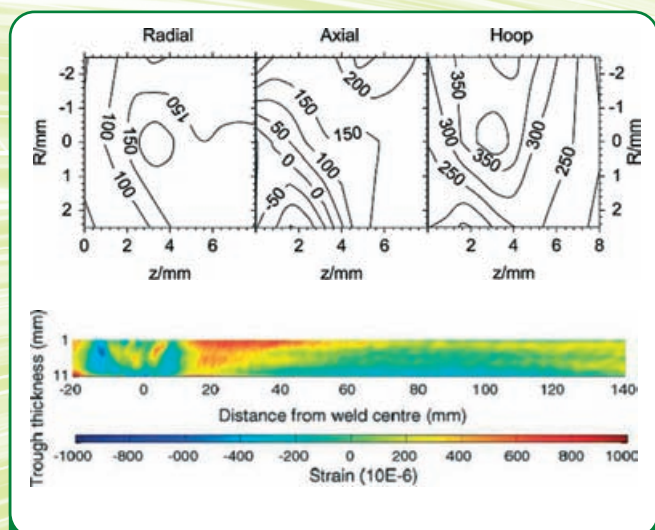 Radial Axial Hoop
-2 -1 0 1 2
R/mm
100 150 100 150
200 150 50 0 -50 100 0 150
350 300 250 350 300 250
-2 -1 0 1 2
R/mm
0 2 4 6 2 4 6 2 4 6 8
z/mm z/mm z/mm
Trough thickness (mm)
1
11
-20 0 20 40 60 80 100 120 140
Distance from weld centre (mm)
-1000 -800 -600 -400 -200 0 200 400 600 800 1000
Strain (10E-6)